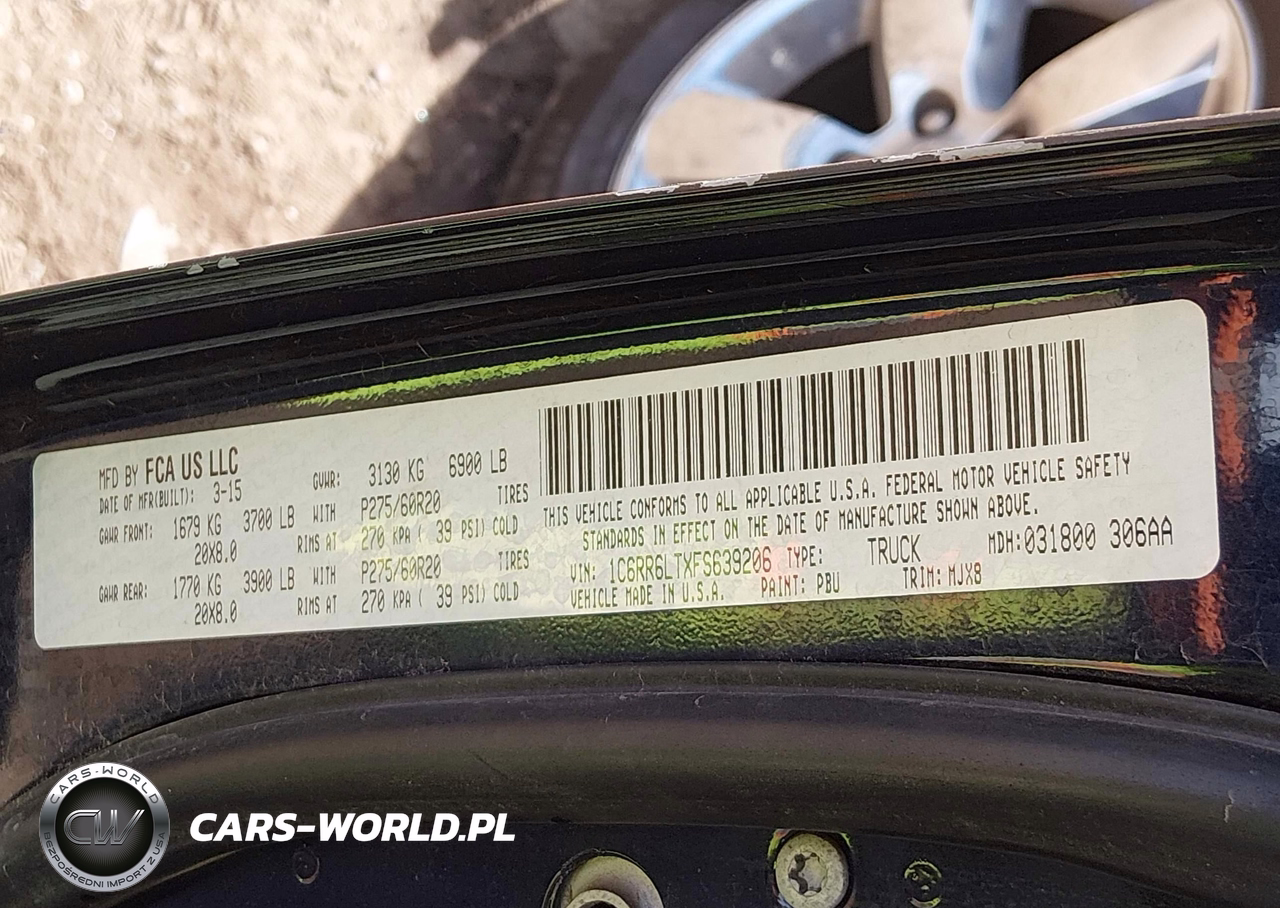 MFD BY FCA US LLC
DATE OF MFR(BUILT): 3-15
GVWR: 3130 KG 6900 LB
GAWR FRONT: 1679 KG 3700 LB WITH P275/60R20 TIRES
20X8.0 RIMS AT 270 KPA ( 39 PSI) COLD
GAWR REAR: 1770 KG 3900 LB WITH P275/60R20 TIRES
20X8.0 RIMS AT 270 KPA ( 39 PSI) COLD
THIS VEHICLE CONFORMS TO ALL APPLICABLE U.S.A. FEDERAL MOTOR VEHICLE SAFETY
STANDARDS IN EFFECT ON THE DATE OF MANUFACTURE SHOWN ABOVE.
VIN: 1C6RR6LTXFS639206 TYPE: TRUCK MDH:031800 306AA
VEHICLE MADE IN U.S.A. PAINT: PBU TRIM: MJX8
CARS-WORLD
CW
BEZPOŚREDNI IMPORT Z USA
CARS-WORLD.PL